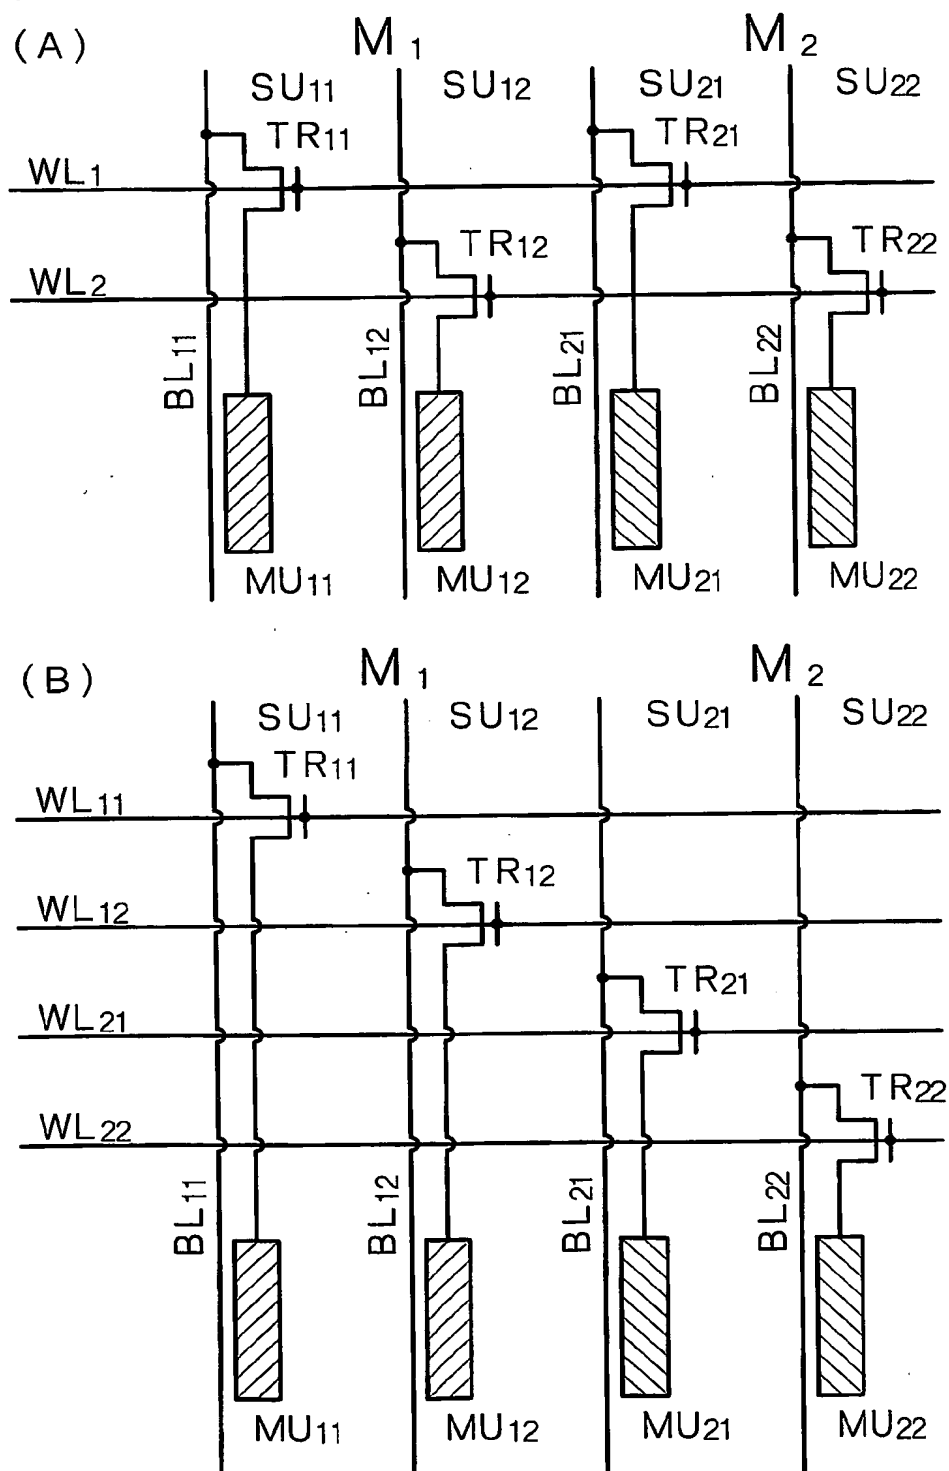 (A) M1 M2
SU11 SU12 SU21 SU22
TR11 TR21
WL1
TR12 TR22
WL2
BL11 BL12 BL21 BL22
MU11 MU12 MU21 MU22
(B) M1 M2
SU11 SU12 SU21 SU22
TR11
WL11
TR12
WL12
TR21
WL21
TR22
WL22
BL11 BL12 BL21 BL22
MU11 MU12 MU21 MU22